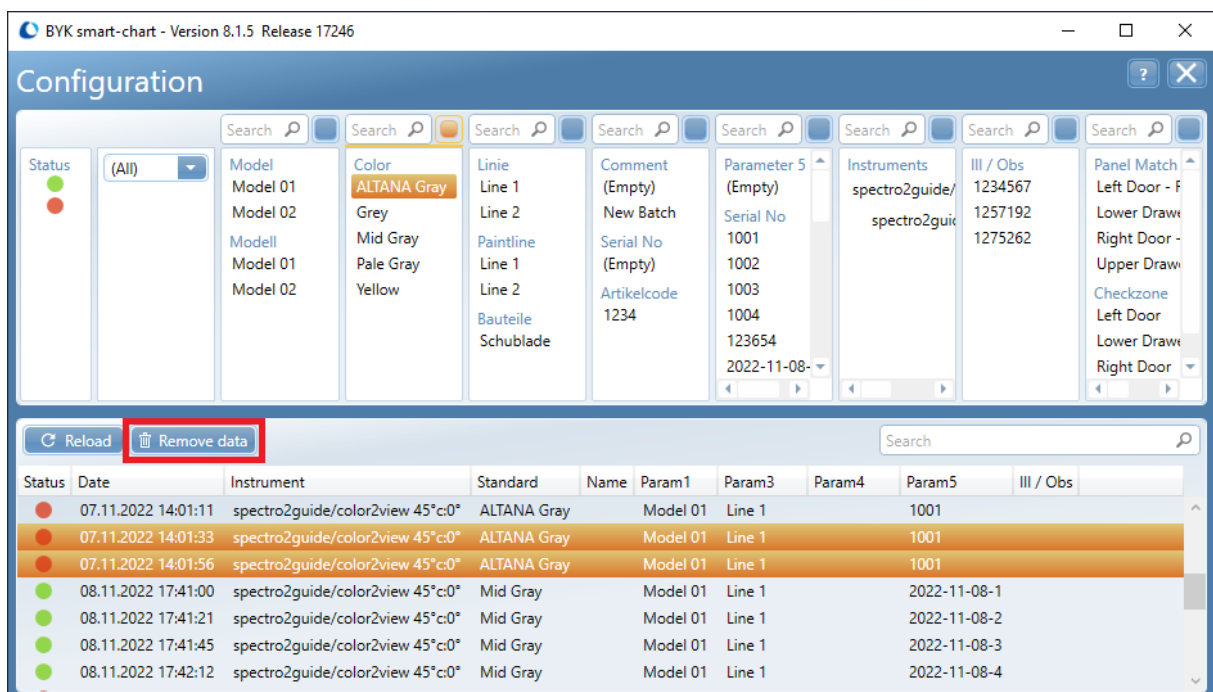 BYK smart-chart - Version 8.1.5 Release 17246
Configuration
?
Search Search Search Search Search Search Search Search
Status
(All)
Model
Model 01
Model 02
Modell
Model 01
Model 02
Color
ALTANA Gray
Grey
Mid Gray
Pale Gray
Yellow
Linie
Line 1
Line 2
Paintline
Line 1
Line 2
Bauteile
Schublade
Comment
(Empty)
New Batch
Serial No
(Empty)
Artikelcode
1234
Parameter 5
(Empty)
Serial No
1001
1002
1003
1004
123654
2022-11-08-
Instruments
spectro2guide/
spectro2guid
Ill / Obs
1234567
1257192
1275262
Panel Match
Left Door - F
Lower Drawe
Right Door -
Upper Draw
Checkzone
Left Door
Lower Drawe
Right Door
Reload Remove data Search
Status Date Instrument Standard Name Param1 Param3 Param4 Param5 Ill / Obs
07.11.2022 14:01:11 spectro2guide/color2view 45°c:0° ALTANA Gray Model 01 Line 1 1001
07.11.2022 14:01:33 spectro2guide/color2view 45°c:0° ALTANA Gray Model 01 Line 1 1001
07.11.2022 14:01:56 spectro2guide/color2view 45°c:0° ALTANA Gray Model 01 Line 1 1001
08.11.2022 17:41:00 spectro2guide/color2view 45°c:0° Mid Gray Model 01 Line 1 2022-11-08-1
08.11.2022 17:41:21 spectro2guide/color2view 45°c:0° Mid Gray Model 01 Line 1 2022-11-08-2
08.11.2022 17:41:45 spectro2guide/color2view 45°c:0° Mid Gray Model 01 Line 1 2022-11-08-3
08.11.2022 17:42:12 spectro2guide/color2view 45°c:0° Mid Gray Model 01 Line 1 2022-11-08-4